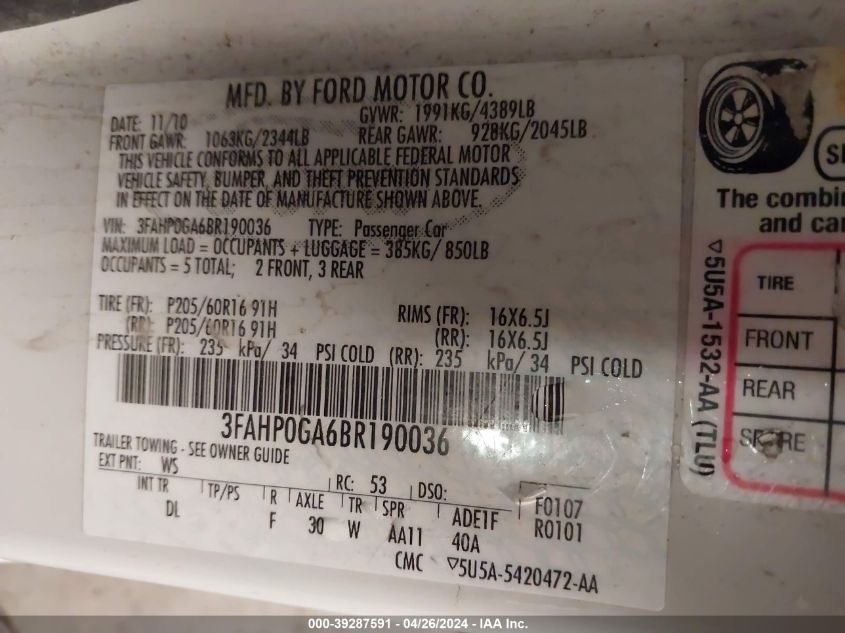 MFD. BY FORD MOTOR CO.
DATE: 11/10 GVWR: 1991KG/4389LB
FRONT GAWR: 1063KG/2344LB REAR GAWR: 928KG/2045LB
THIS VEHICLE CONFORMS TO ALL APPLICABLE FEDERAL MOTOR
VEHICLE SAFETY, BUMPER, AND THEFT PREVENTION STANDARDS
IN EFFECT ON THE DATE OF MANUFACTURE SHOWN ABOVE.
VIN: 3FAHP0GA6BR190036 TYPE: Passenger Car
MAXIMUM LOAD = OCCUPANTS + LUGGAGE = 385KG/ 850LB
OCCUPANTS = 5 TOTAL; 2 FRONT, 3 REAR
TIRE (FR): P205/60R16 91H RIMS (FR): 16X6.5J
(RR): P205/60R16 91H (RR): 16X6.5J
PRESSURE (FR): 235 kPa/ 34 PSI COLD (RR): 235 kPa/ 34 PSI COLD
3FAHP0GA6BR190036
TRAILER TOWING - SEE OWNER GUIDE
EXT PNT: WS RC: 53 DSO: F0107
INT TR TP/PS R AXLE TR SPR ADE1F R0101
DL F 30 W AA11 40A
CMC ▽5U5A-5420472-AA
The combi
and ca
▽5U5A-1532-AA (TLU)
TIRE
FRONT
REAR
SPARE
000-39287591 - 04/26/2024 - IAA Inc.